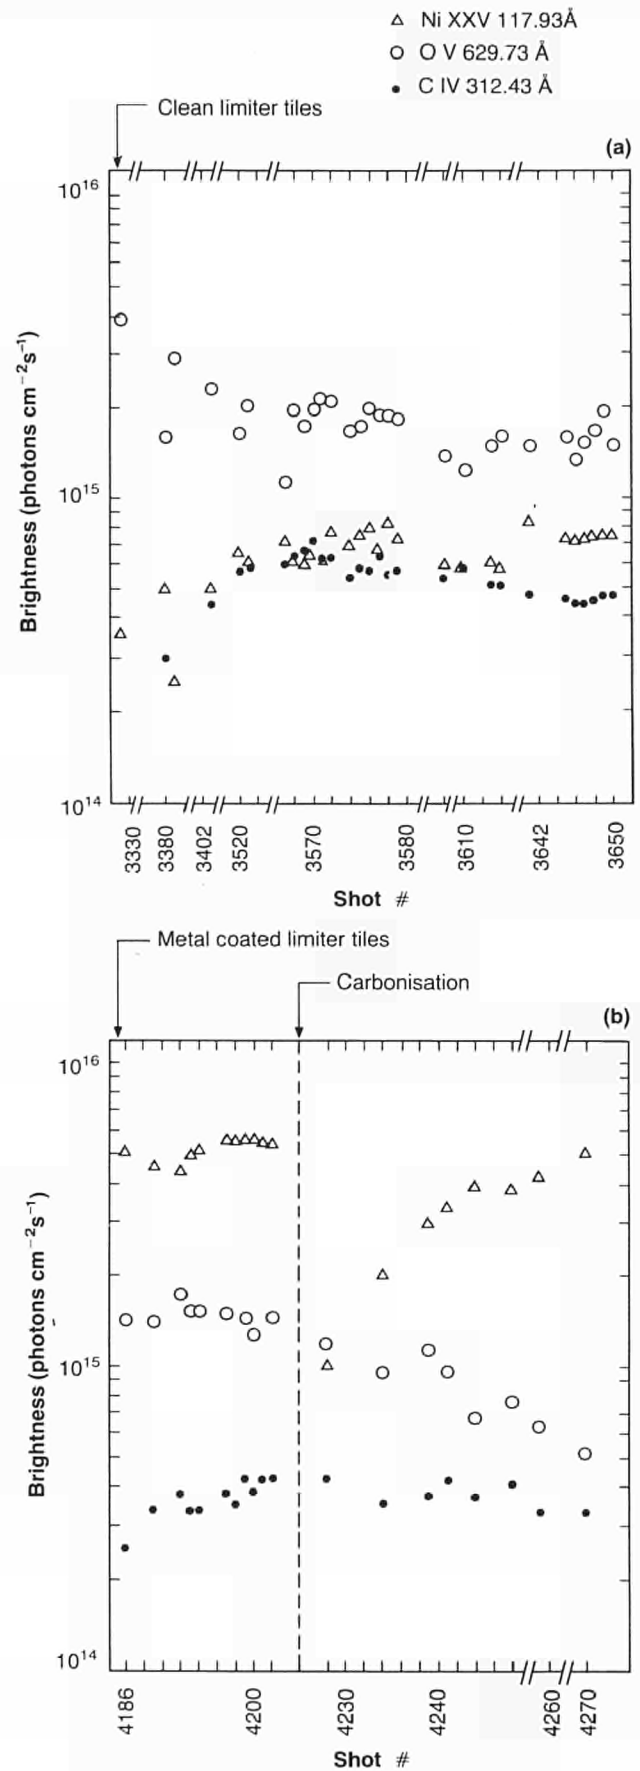 △ Ni XXV 117.93Å
○ O V 629.73 Å
• C IV 312.43 Å
Clean limiter tiles
(a)
10¹⁶
10¹⁵
10¹⁴
Brightness (photons cm⁻²s⁻¹)
3330 3380 3402 3520 3570 3580 3610 3642 3650
Shot #
Metal coated limiter tiles
Carbonisation
(b)
10¹⁶
10¹⁵
10¹⁴
Brightness (photons cm⁻²s⁻¹)
4186 4200 4230 4240 4260 4270
Shot #